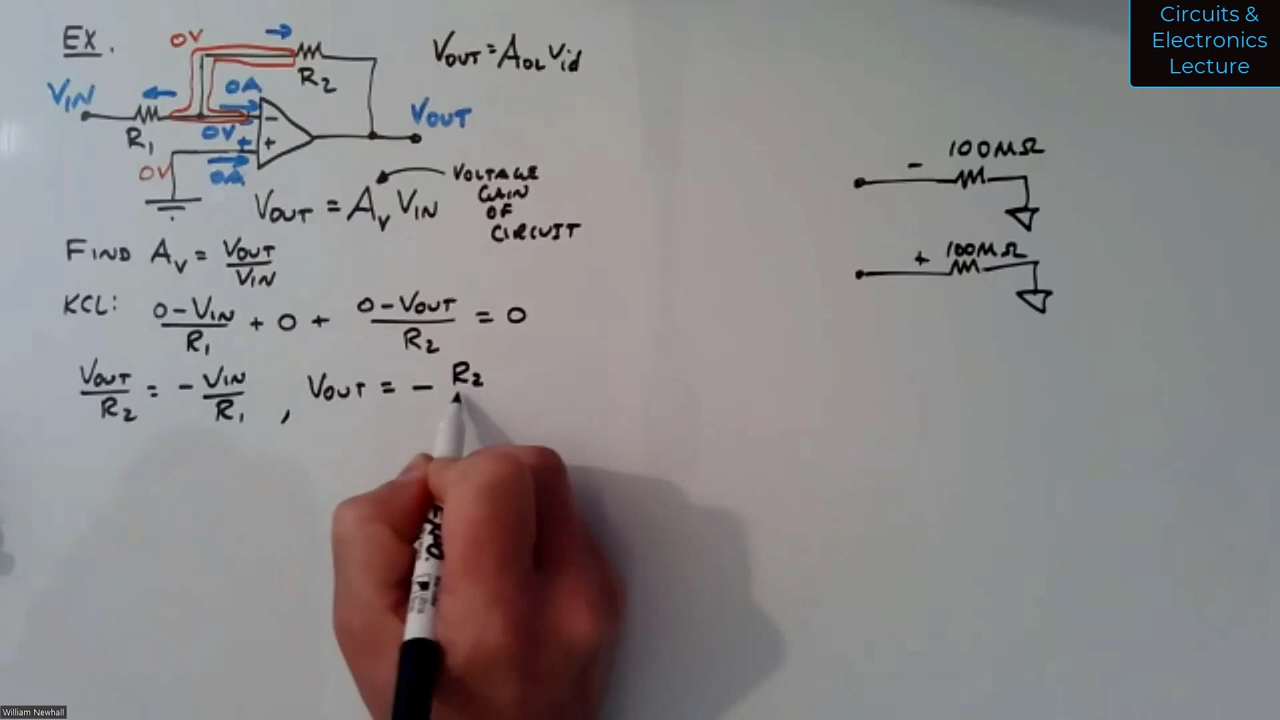 Circuits &
Electronics
Lecture
EX.
0V
R2
VOUT = AOL Vid
VIN
0A
R1
0V
-
+
VOUT
0V
0A
VOUT = AV VIN
VOLTAGE
GAIN
OF
CIRCUIT
- 100MΩ
+ 100MΩ
FIND AV = VOUT/VIN
KCL: (0-VIN)/R1 + 0 + (0-VOUT)/R2 = 0
VOUT/R2 = -VIN/R1 , VOUT = - R2
EXPO
William Newhall